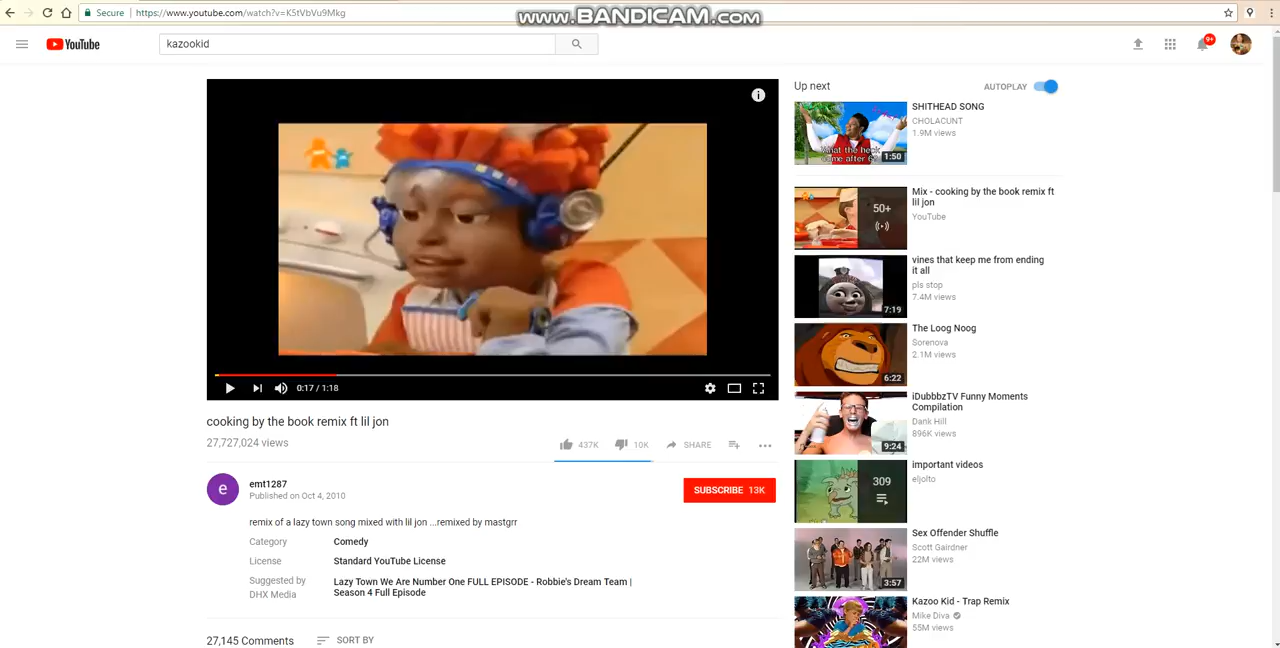 Secure
https://www.youtube.com/watch?v=K5tVbVu9Mkg
www.BANDICAM.com
YouTube
kazookid
9+
Up next
AUTOPLAY
SHITHEAD SONG
CHOLACUNT
1.9M views
What the heck
came after 6
1:50
Mix - cooking by the book remix ft
lil jon
YouTube
50+
vines that keep me from ending
it all
pls stop
7.4M views
7:19
The Loog Noog
Sorenova
2.1M views
6:22
iDubbbzTV Funny Moments
Compilation
Dank Hill
896K views
9:24
important videos
eljolto
309
Sex Offender Shuffle
Scott Gairdner
22M views
3:57
Kazoo Kid - Trap Remix
Mike Diva
55M views
0:17 / 1:18
cooking by the book remix ft lil jon
27,727,024 views
437K
10K
SHARE
e
emt1287
Published on Oct 4, 2010
SUBSCRIBE 13K
remix of a lazy town song mixed with lil jon ...remixed by mastgrr
Category
Comedy
License
Standard YouTube License
Suggested by
DHX Media
Lazy Town We Are Number One FULL EPISODE - Robbie's Dream Team |
Season 4 Full Episode
27,145 Comments
SORT BY